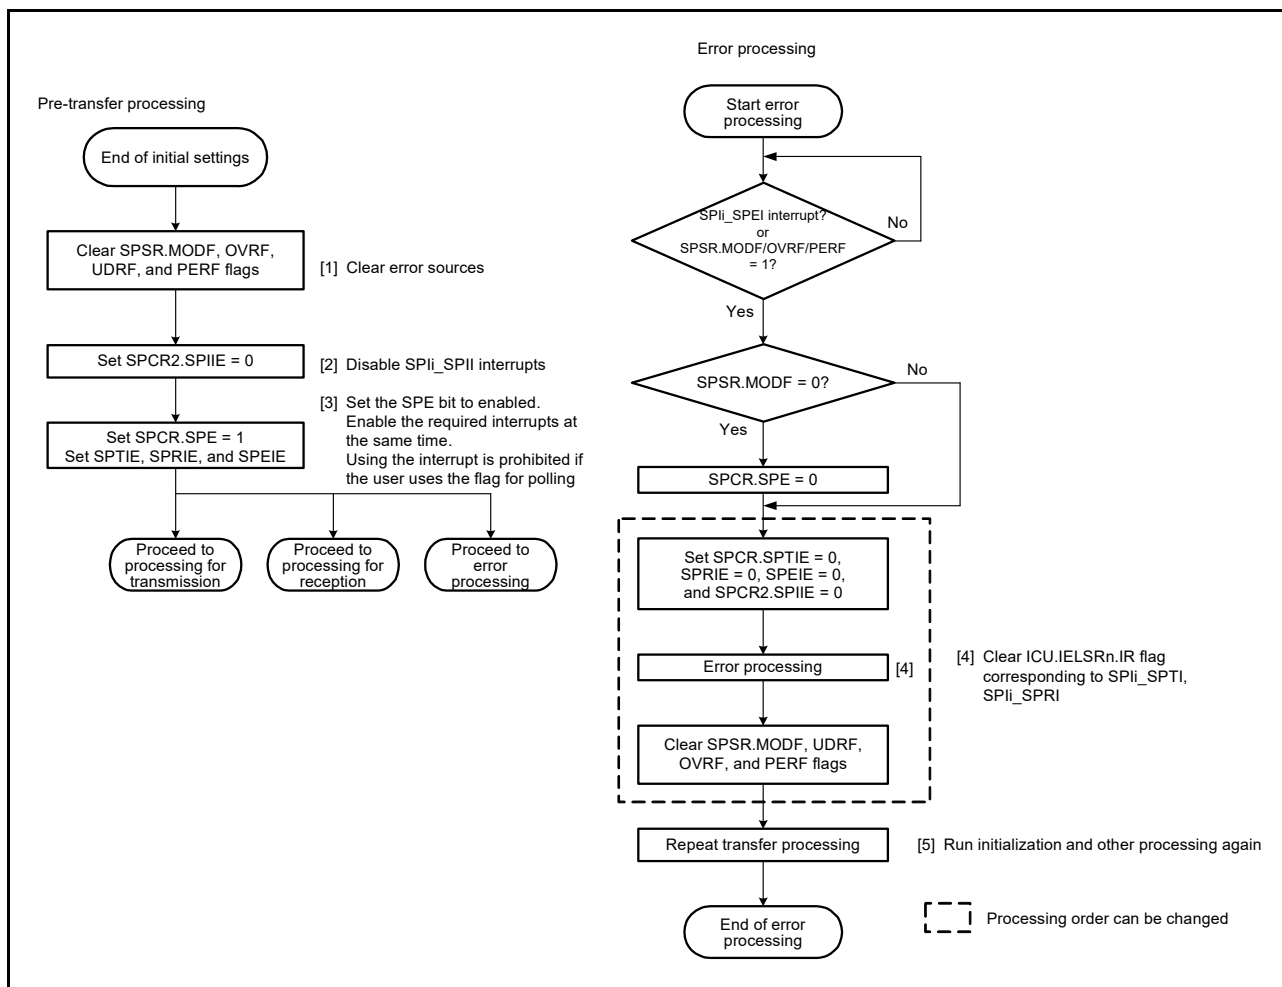 Pre-transfer processing
End of initial settings
Clear SPSR.MODF, OVRF,
UDRF, and PERF flags
[1] Clear error sources
Set SPCR2.SPIIE = 0
[2] Disable SPIi_SPII interrupts
Set SPCR.SPE = 1
Set SPTIE, SPRIE, and SPEIE
[3] Set the SPE bit to enabled.
Enable the required interrupts at
the same time.
Using the interrupt is prohibited if
the user uses the flag for polling
Proceed to
processing for
transmission
Proceed to
processing for
reception
Proceed to
error
processing
Error processing
Start error
processing
SPIi_SPEI interrupt?
or
SPSR.MODF/OVRF/PERF
= 1?
No
Yes
SPSR.MODF = 0?
No
Yes
SPCR.SPE = 0
Set SPCR.SPTIE = 0,
SPRIE = 0, SPEIE = 0,
and SPCR2.SPIIE = 0
Error processing
[4]
[4] Clear ICU.IELSRn.IR flag
corresponding to SPIi_SPTI,
SPIi_SPRI
Clear SPSR.MODF, UDRF,
OVRF, and PERF flags
Repeat transfer processing
[5] Run initialization and other processing again
End of error
processing
Processing order can be changed